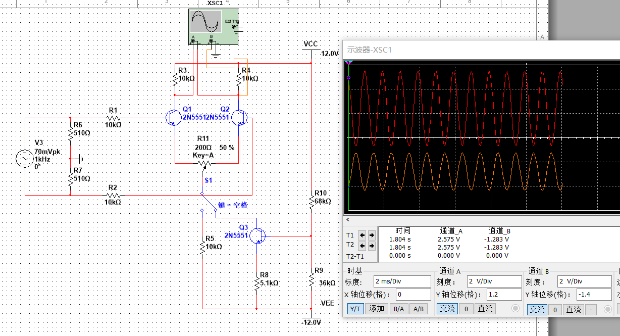 XSC1
VCC
12.0V
R3
10kΩ
R4
10kΩ
Q1
2N5551
Q2
2N5551
R1
10kΩ
R6
510Ω
R11
200Ω 50 %
Key=A
V3
70mVpk
1kHz
0°
R7
510Ω
R2
10kΩ
S1
键 = 空格
R10
68kΩ
Q3
2N5551
R5
10kΩ
R8
5.1kΩ
R9
36kΩ
VEE
-12.0V
示波器-XSC1
时间 通道_A 通道_B
T1 1.804 s 2.575 V -1.283 V
T2 1.804 s 2.575 V -1.283 V
T2-T1 0.000 s 0.000 V 0.000 V
时基 通道 A 通道 B
标度: 2 ms/Div 刻度: 2 V/Div 刻度: 2 V/Div
X 轴位移(格): 0 Y 轴位移(格): 1.2 Y 轴位移(格): -1.4
Y/T 添加 B/A A/B 交流 0 直流 交流 0 直流